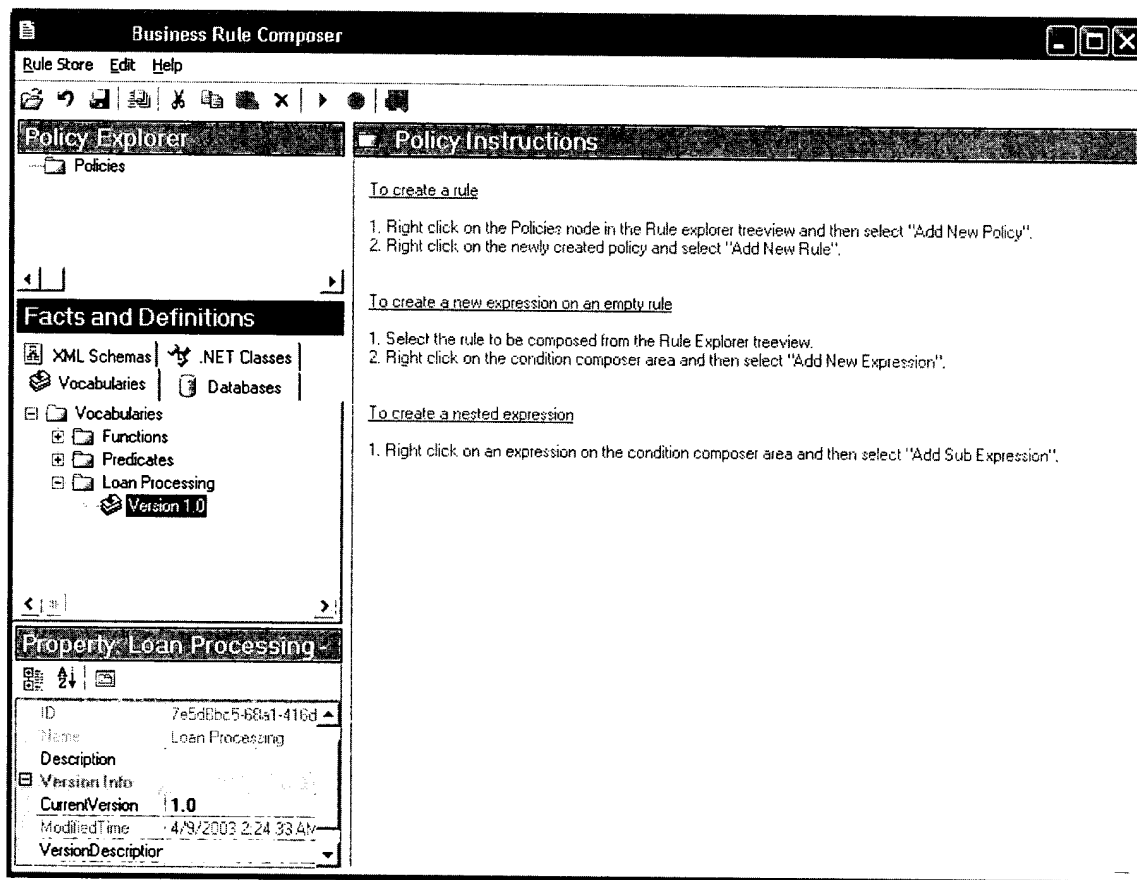 Business Rule Composer
Rule Store Edit Help
Policy Explorer
Policies
Facts and Definitions
XML Schemas .NET Classes
Vocabularies Databases
Vocabularies
Functions
Predicates
Loan Processing
Version 1.0
Property: Loan Processing -
ID
Name Loan Processing
Description
Version Info
CurrentVersion 1.0
ModifiedTime 4/9/2003 2:24:33 AM
VersionDescription
Policy Instructions
To create a rule
1. Right click on the Policies node in the Rule explorer treeview and then select "Add New Policy".
2. Right click on the newly created policy and select "Add New Rule".
To create a new expression on an empty rule
1. Select the rule to be composed from the Rule Explorer treeview.
2. Right click on the condition composer area and then select "Add New Expression".
To create a nested expression
1. Right click on an expression on the condition composer area and then select "Add Sub Expression".